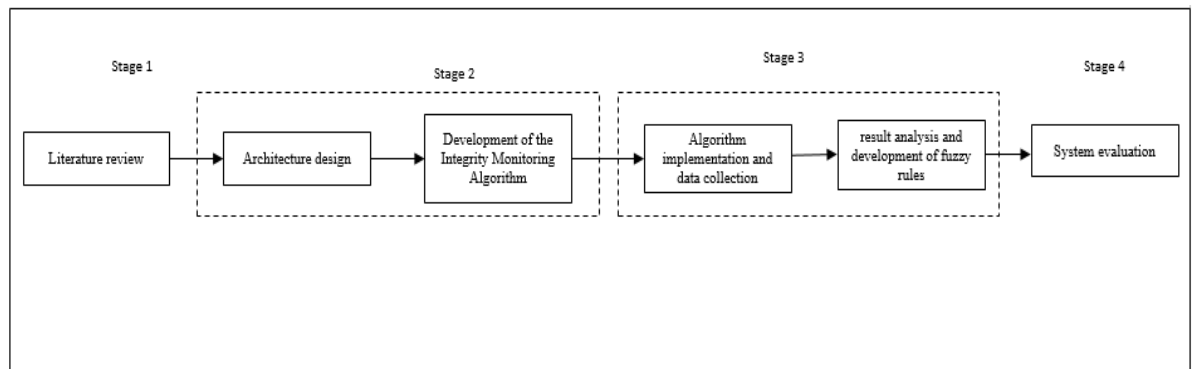 Stage 1
Stage 2
Stage 3
Stage 4
Literature review
Architecture design
Development of the
Integrity Monitoring
Algorithm
Algorithm
implementation and
data collection
result analysis and
development of fuzzy
rules
System evaluation